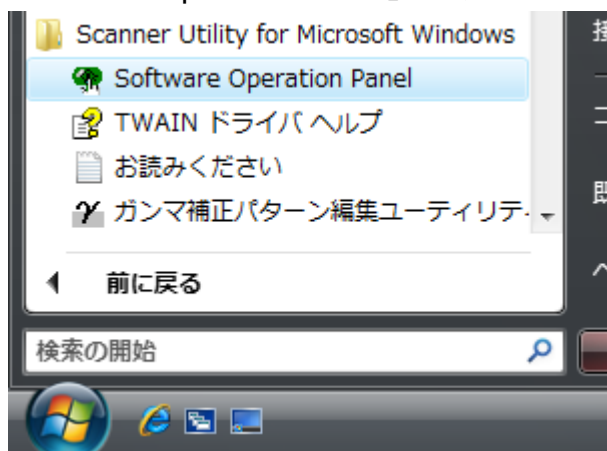 Scanner Utility for Microsoft Windows
Software Operation Panel
TWAIN ドライバ ヘルプ
お読みください
ガンマ補正パターン編集ユーティリテ
前に戻る
検索の開始